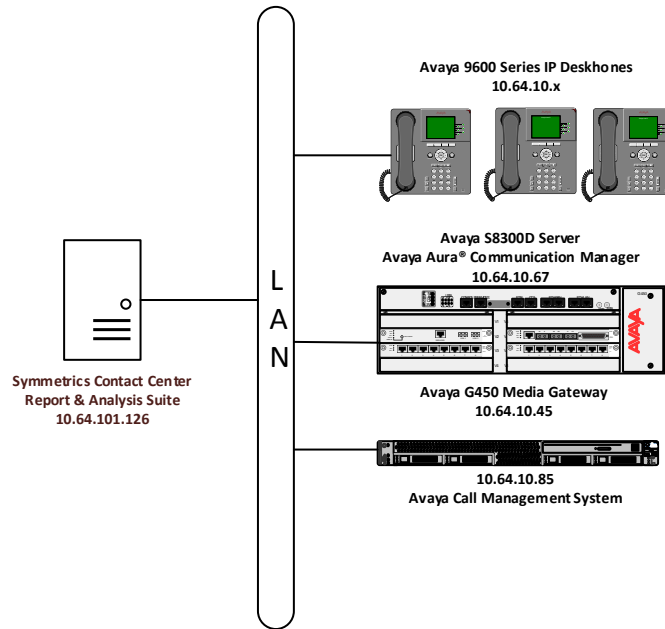 Avaya 9600 Series IP Deskhones
10.64.10.x
Avaya S8300D Server
Avaya Aura® Communication Manager
10.64.10.67
L
A
N
AVAYA
Symmetrics Contact Center
Report & Analysis Suite
10.64.101.126
Avaya G450 Media Gateway
10.64.10.45
10.64.10.85
Avaya Call Management System